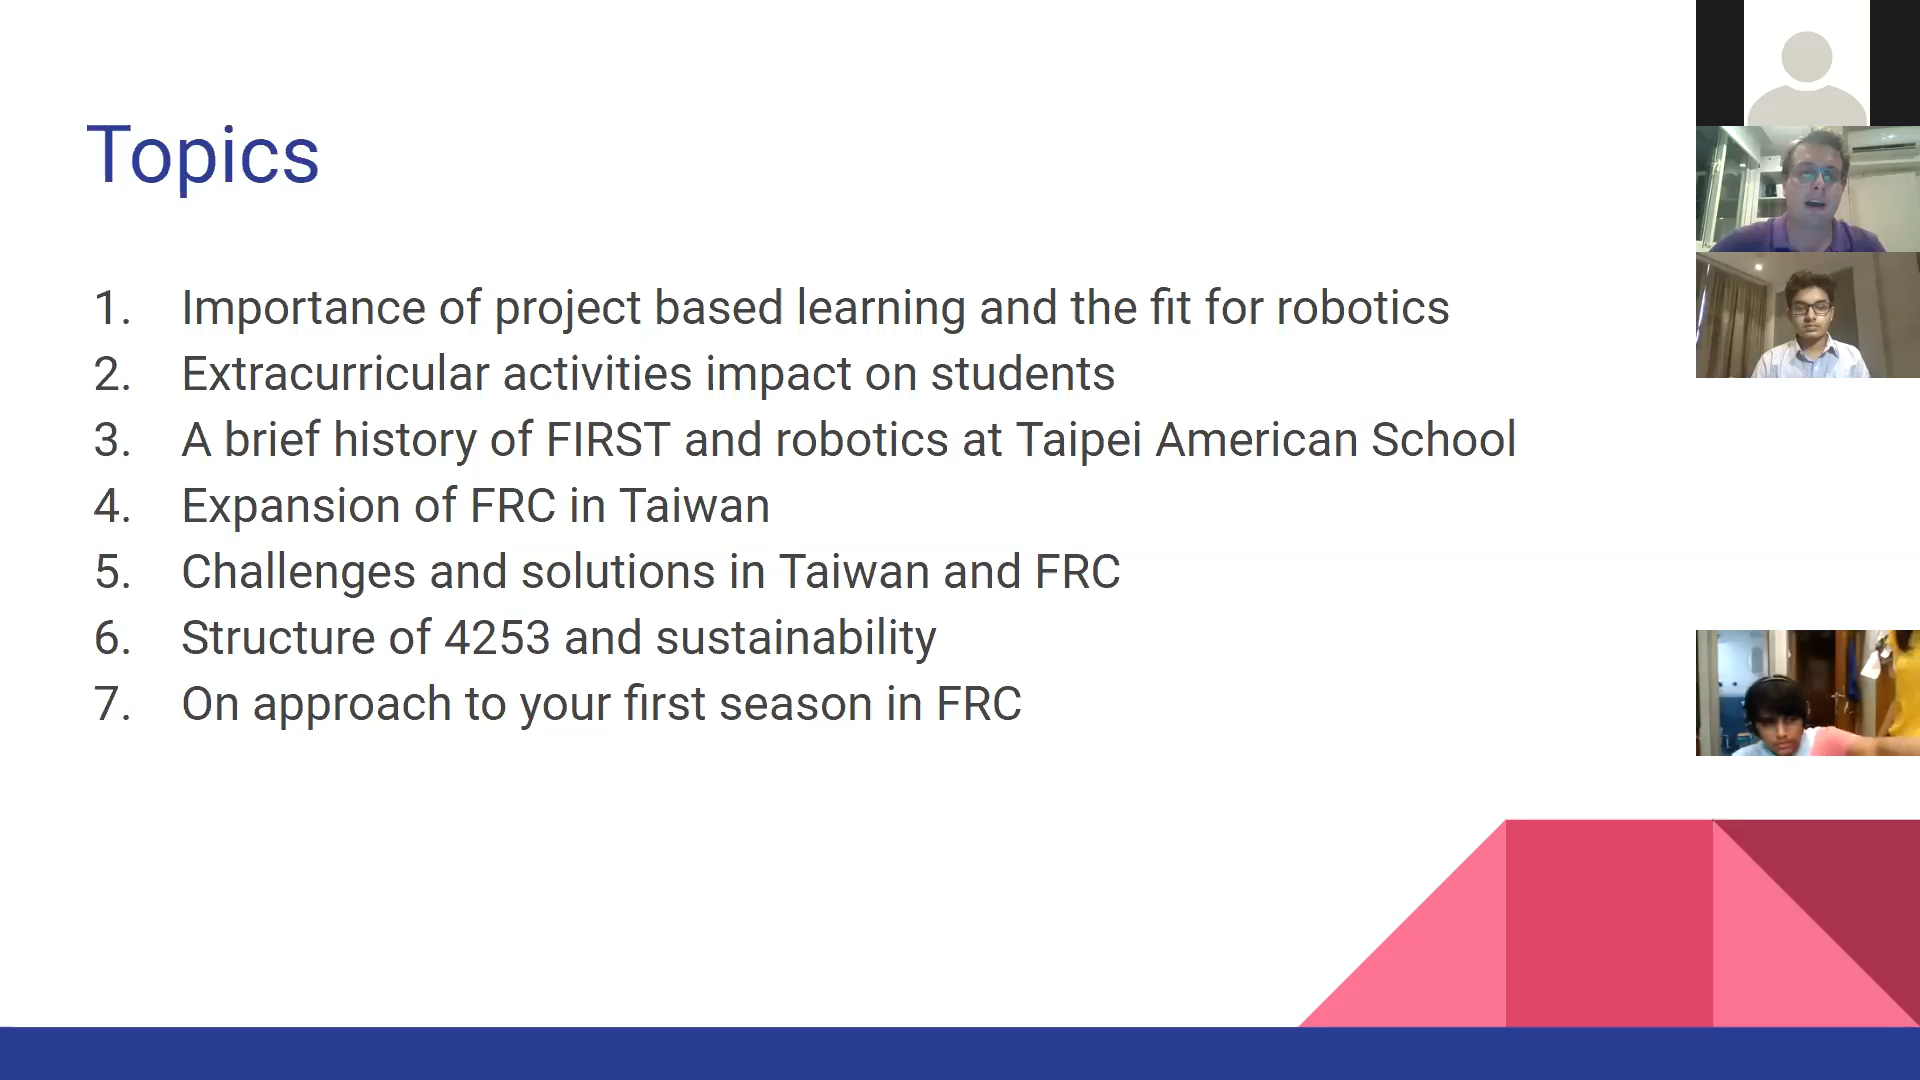 Topics
1. Importance of project based learning and the fit for robotics
2. Extracurricular activities impact on students
3. A brief history of FIRST and robotics at Taipei American School
4. Expansion of FRC in Taiwan
5. Challenges and solutions in Taiwan and FRC
6. Structure of 4253 and sustainability
7. On approach to your first season in FRC